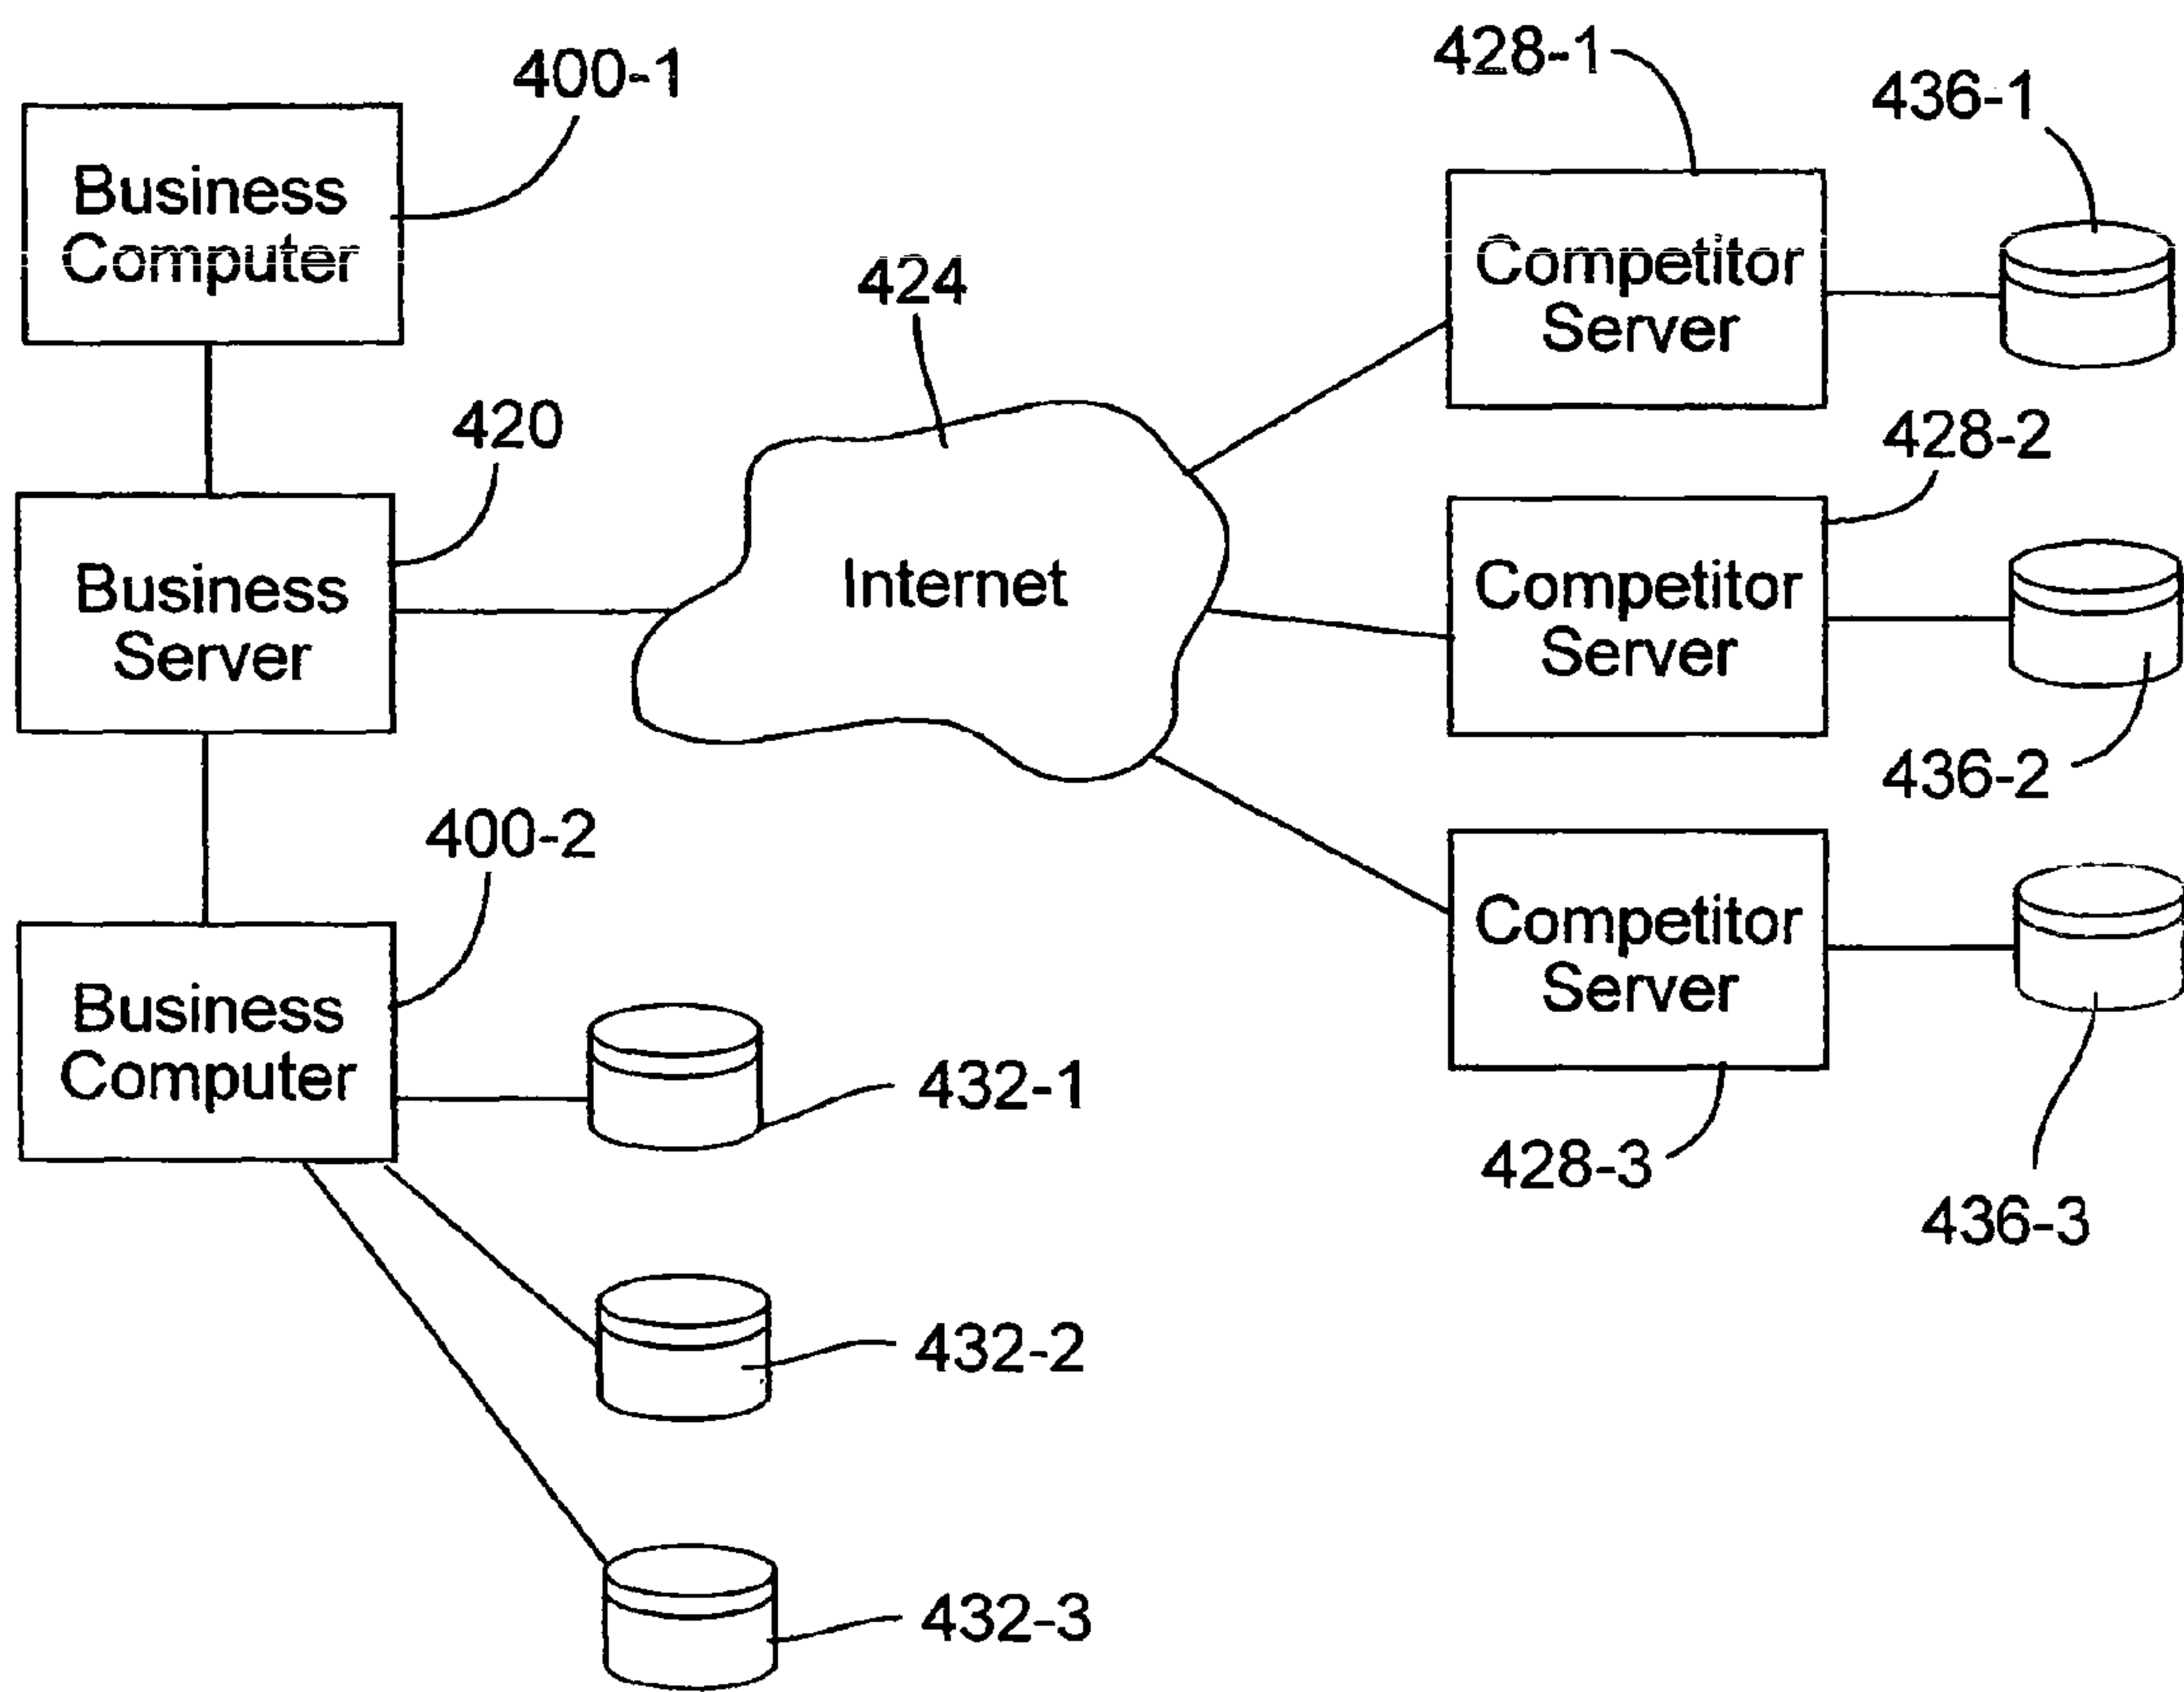 400-1
Business
Computer
428-1
436-1
Competitor
Server
424
420
Business
Server
Internet
428-2
Competitor
Server
436-2
400-2
Business
Computer
432-1
Competitor
Server
428-3
436-3
432-2
432-3